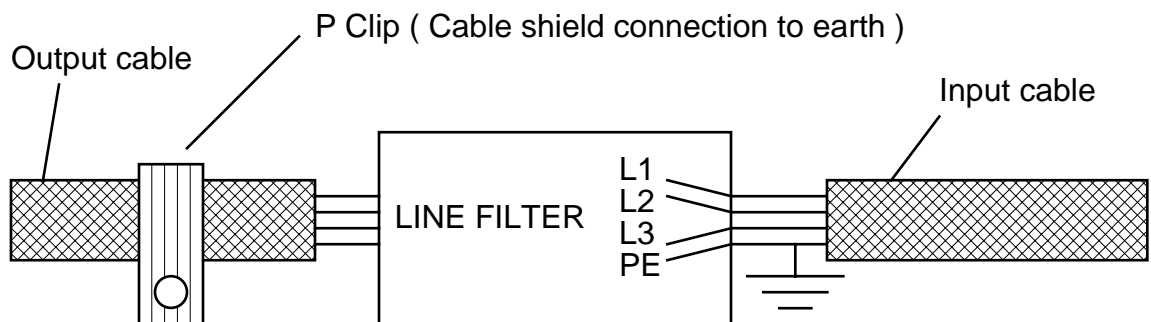 P Clip ( Cable shield connection to earth )
Output cable
Input cable
LINE FILTER
L1
L2
L3
PE